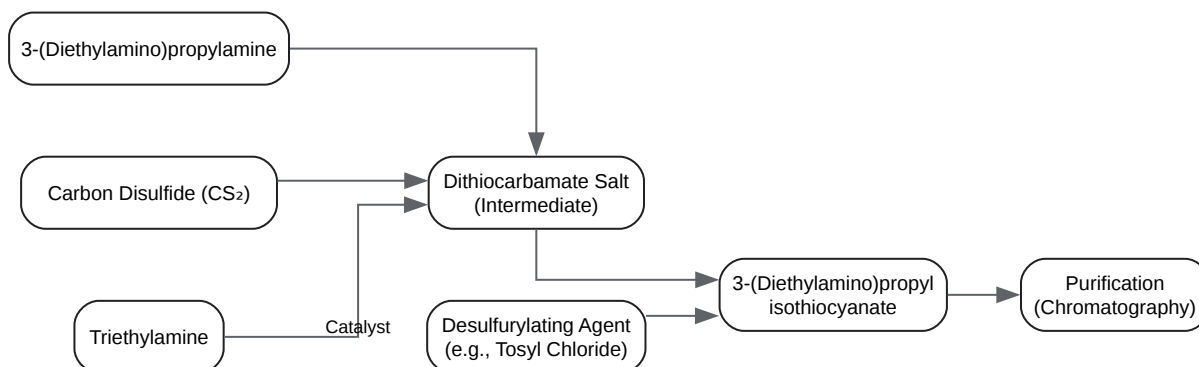 3-(Diethylamino)propylamine
Carbon Disulfide (CS₂)
Dithiocarbamate Salt
(Intermediate)
Triethylamine
Catalyst
Desulfurylating Agent
(e.g., Tosyl Chloride)
3-(Diethylamino)propyl
isothiocyanate
Purification
(Chromatography)